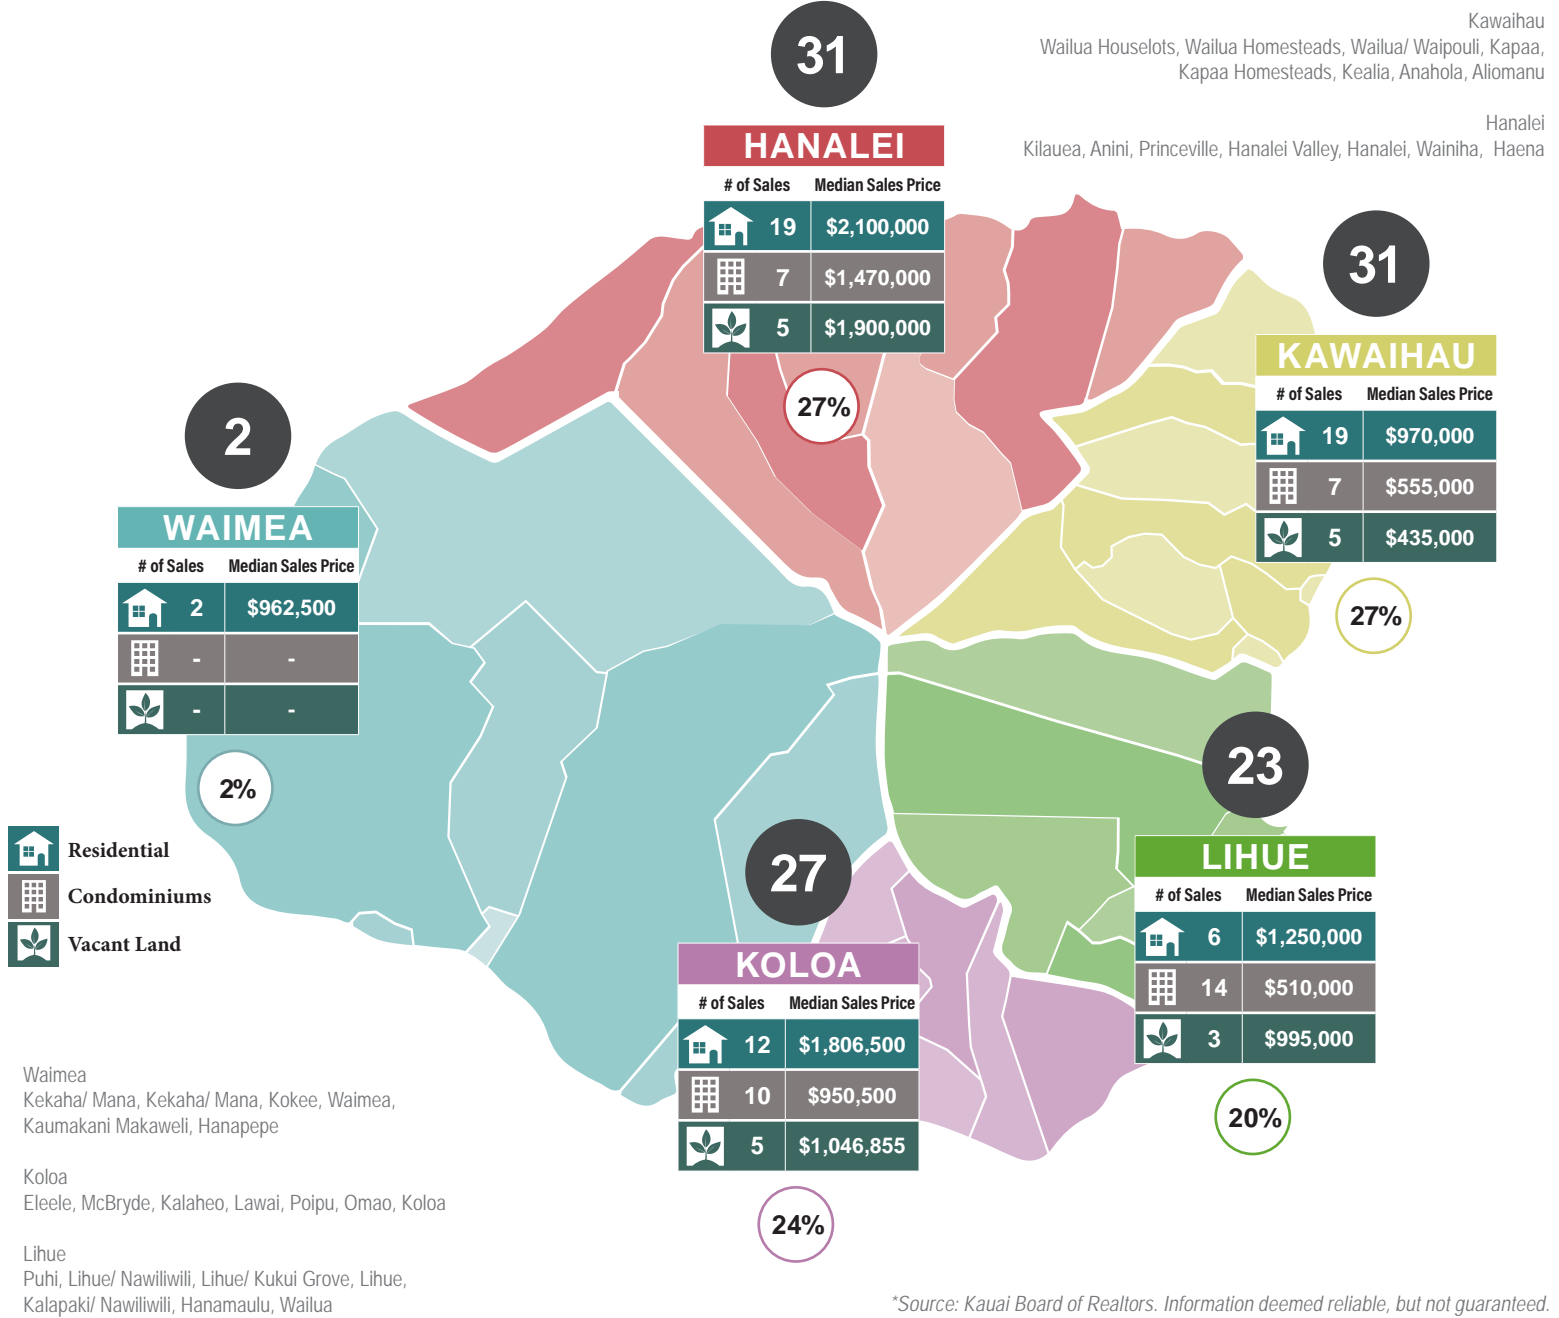 Kawaihau
Wailua Houselots, Wailua Homesteads, Wailua/ Waipouli, Kapaa,
Kapaa Homesteads, Kealia, Anahola, Aliomanu
Hanalei
Kilauea, Anini, Princeville, Hanalei Valley, Hanalei, Wainiha, Haena
31
HANALEI
# of Sales Median Sales Price
19 $2,100,000
7 $1,470,000
5 $1,900,000
27%
31
KAWAIHAU
# of Sales Median Sales Price
19 $970,000
7 $555,000
5 $435,000
27%
2
WAIMEA
# of Sales Median Sales Price
2 $962,500
- -
- -
2%
23
LIHUE
# of Sales Median Sales Price
6 $1,250,000
14 $510,000
3 $995,000
20%
27
KOLOA
# of Sales Median Sales Price
12 $1,806,500
10 $950,500
5 $1,046,855
24%
Residential
Condominiums
Vacant Land
Waimea
Kekaha/ Mana, Kekaha/ Mana, Kokee, Waimea,
Kaumakani Makaweli, Hanapepe
Koloa
Eleele, McBryde, Kalaheo, Lawai, Poipu, Omao, Koloa
Lihue
Puhi, Lihue/ Nawiliwili, Lihue/ Kukui Grove, Lihue,
Kalapaki/ Nawiliwili, Hanamaulu, Wailua
*Source: Kauai Board of Realtors. Information deemed reliable, but not guaranteed.